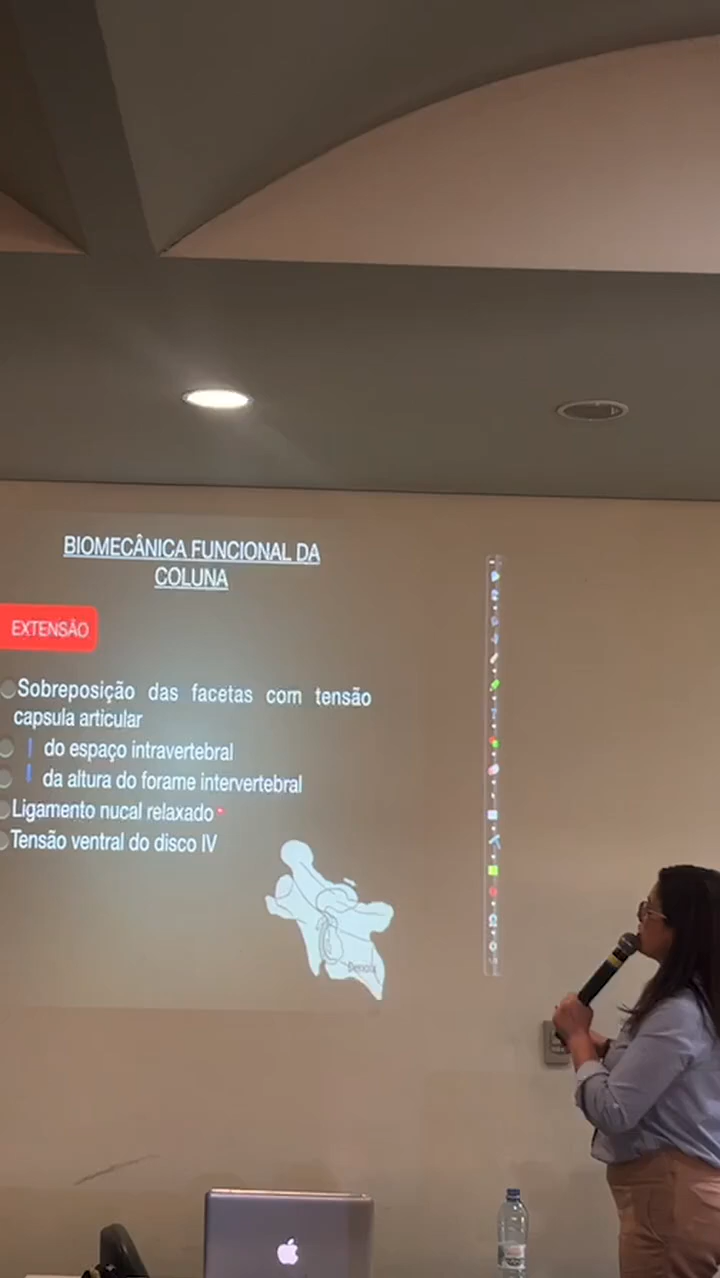 BIOMECÂNICA FUNCIONAL DA
COLUNA
EXTENSÃO
Sobreposição das facetas com tensão
capsula articular
do espaço intravertebral
da altura do forame intervertebral
Ligamento nucal relaxado
Tensão ventral do disco IV